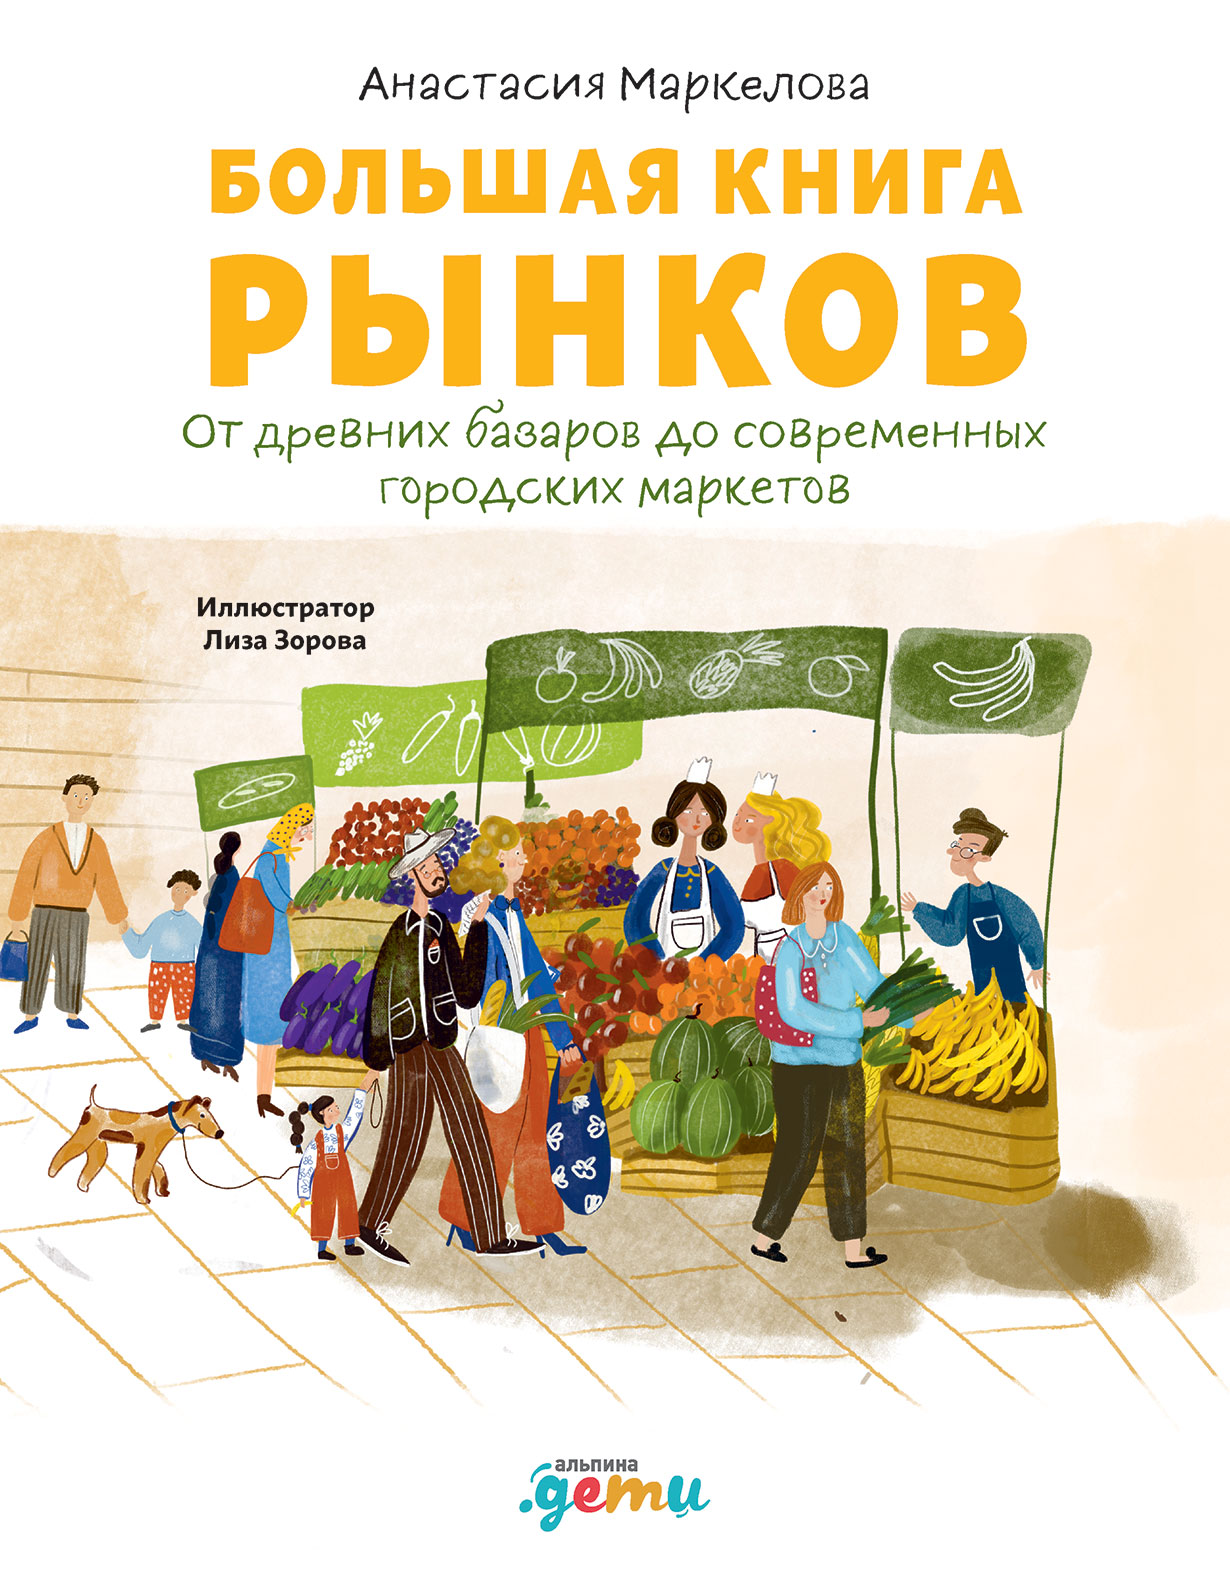 Анастасия Маркелова
БОЛЬШАЯ КНИГА
РЫНКОВ
От древних базаров до современных
городских маркетов
Иллюстратор
Лиза Зорова
альпина
.дети